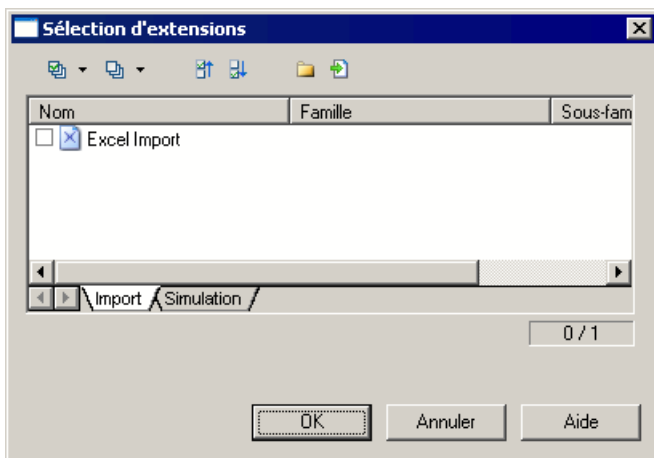 Sélection d'extensions
Nom Famille Sous-fam
Excel Import
Import Simulation
0 / 1
OK Annuler Aide